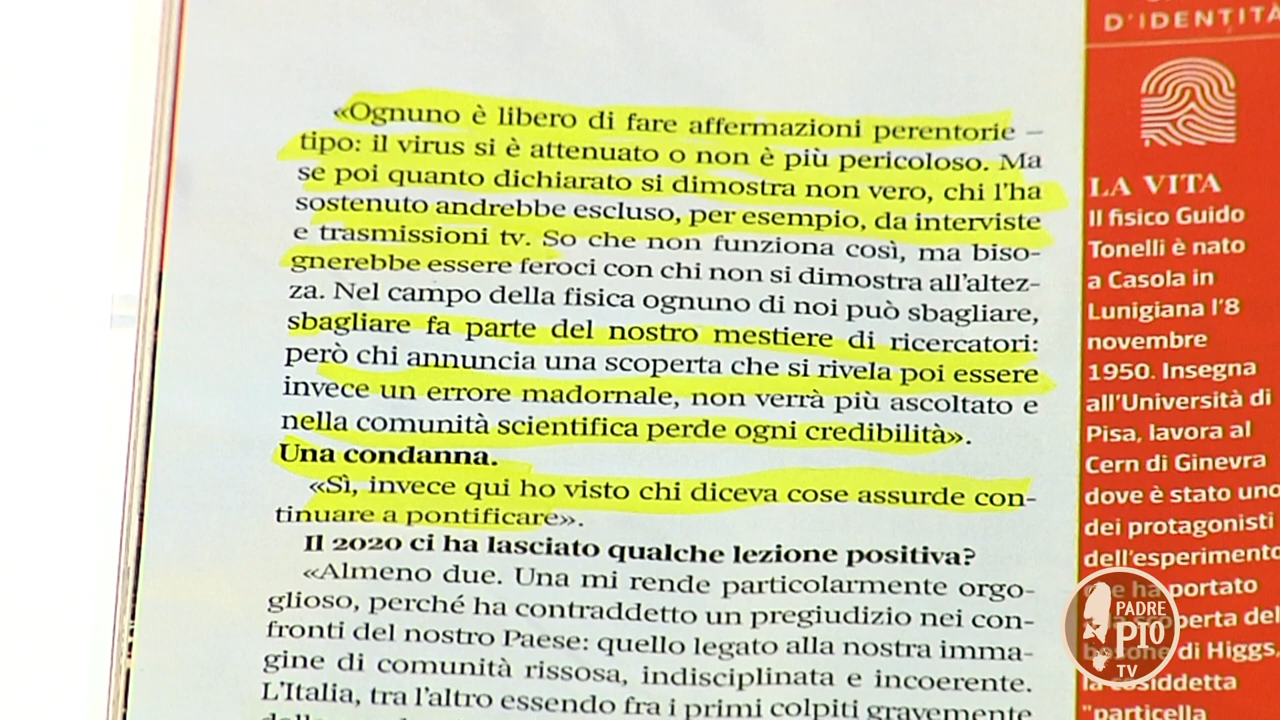 «Ognuno è libero di fare affermazioni perentorie –
tipo: il virus si è attenuato o non è più pericoloso. Ma
se poi quanto dichiarato si dimostra non vero, chi l'ha
sostenuto andrebbe escluso, per esempio, da interviste
e trasmissioni tv. So che non funziona così, ma biso-
gnerebbe essere feroci con chi non si dimostra all'altez-
za. Nel campo della fisica ognuno di noi può sbagliare,
sbagliare fa parte del nostro mestiere di ricercatori:
però chi annuncia una scoperta che si rivela poi essere
invece un errore madornale, non verrà più ascoltato e
nella comunità scientifica perde ogni credibilità».
Una condanna.
«Sì, invece qui ho visto chi diceva cose assurde con-
tinuare a pontificare».
Il 2020 ci ha lasciato qualche lezione positiva?
«Almeno due. Una mi rende particolarmente orgo-
glioso, perché ha contraddetto un pregiudizio nei con-
fronti del nostro Paese: quello legato alla nostra imma-
gine di comunità rissosa, indisciplinata e incoerente.
L'Italia, tra l'altro essendo fra i primi colpiti gravemente
D'IDENTITÀ
LA VITA
Il fisico Guido
Tonelli è nato
a Casola in
Lunigiana l'8
novembre
1950. Insegna
all'Università di
Pisa, lavora al
Cern di Ginevra
dove è stato uno
dei protagonisti
dell'esperimento
ha portato
scoperta del
bosone di Higgs,
la cosiddetta
"particella
PADRE
PIO
TV